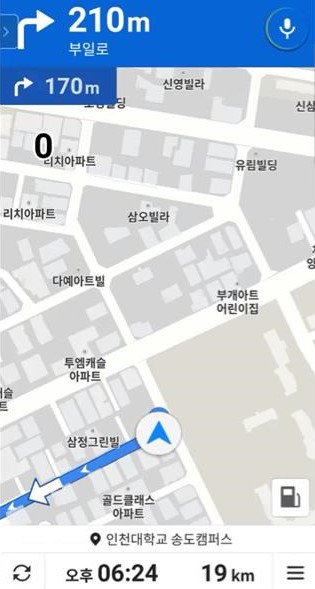 210m
부일로
170m
신영빌라
0
리치아파트
유림빌딩
리치아파트
삼오빌라
다예아트빌
부개아트
어린이집
투엠캐슬
아파트
삼정그린빌
골드클래스
아파트
인천대학교 송도캠퍼스
오후 06:24
19 km